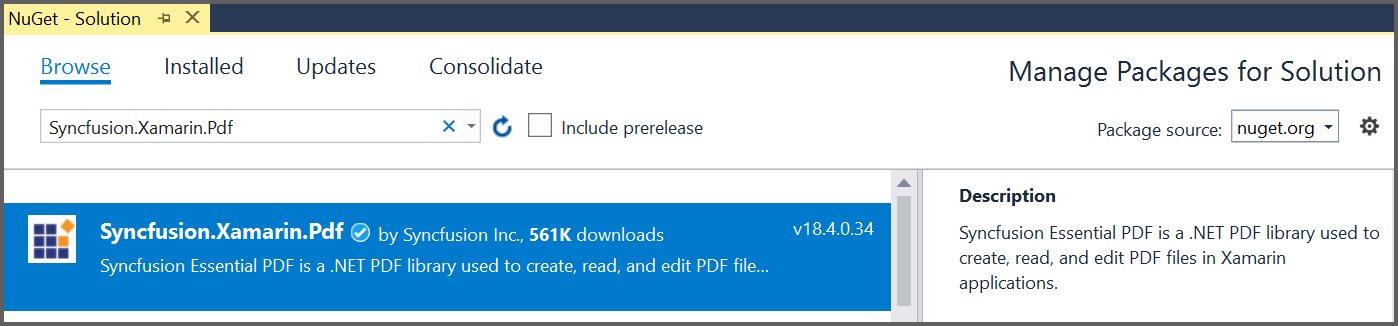 NuGet - Solution
Browse Installed Updates Consolidate
Manage Packages for Solution
Syncfusion.Xamarin.Pdf
Include prerelease
Package source: nuget.org
Syncfusion.Xamarin.Pdf by Syncfusion Inc., 561K downloads
v18.4.0.34
Syncfusion Essential PDF is a .NET PDF library used to create, read, and edit PDF file...
Description
Syncfusion Essential PDF is a .NET PDF library used to
create, read, and edit PDF files in Xamarin
applications.